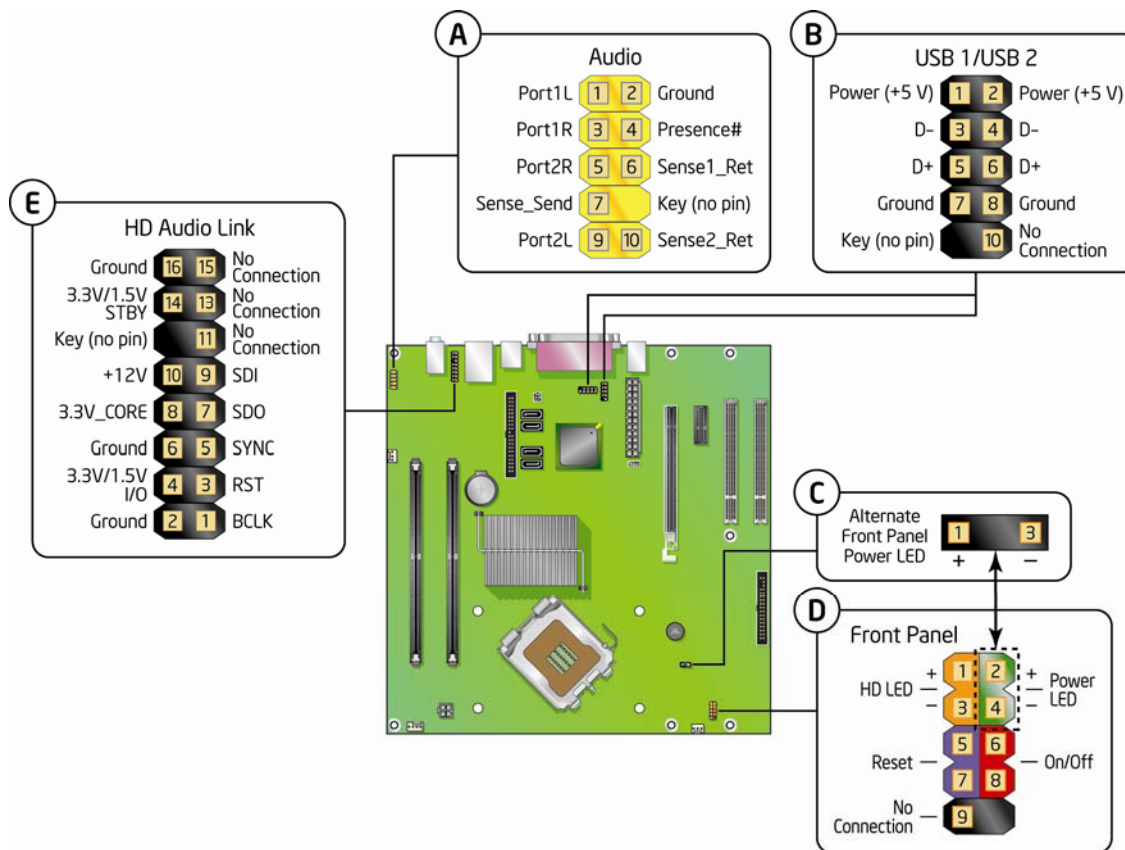 A
Audio
Port1L 1 2 Ground
Port1R 3 4 Presence#
Port2R 5 6 Sense1_Ret
Sense_Send 7 Key (no pin)
Port2L 9 10 Sense2_Ret
B
USB 1/USB 2
Power (+5 V) 1 2 Power (+5 V)
D- 3 4 D-
D+ 5 6 D+
Ground 7 8 Ground
Key (no pin) 10 No
Connection
E
HD Audio Link
Ground 16 15 No
Connection
3.3V/1.5V
STBY 14 13 No
Connection
Key (no pin) 11 No
Connection
+12V 10 9 SDI
3.3V_CORE 8 7 SDO
Ground 6 5 SYNC
3.3V/1.5V
I/O 4 3 RST
Ground 2 1 BCLK
C
Alternate
Front Panel
Power LED
1 3
+ −
D
Front Panel
+ 1 2 +
HD LED Power
LED
− 3 4 −
Reset 5 6 On/Off
7 8
No
Connection 9